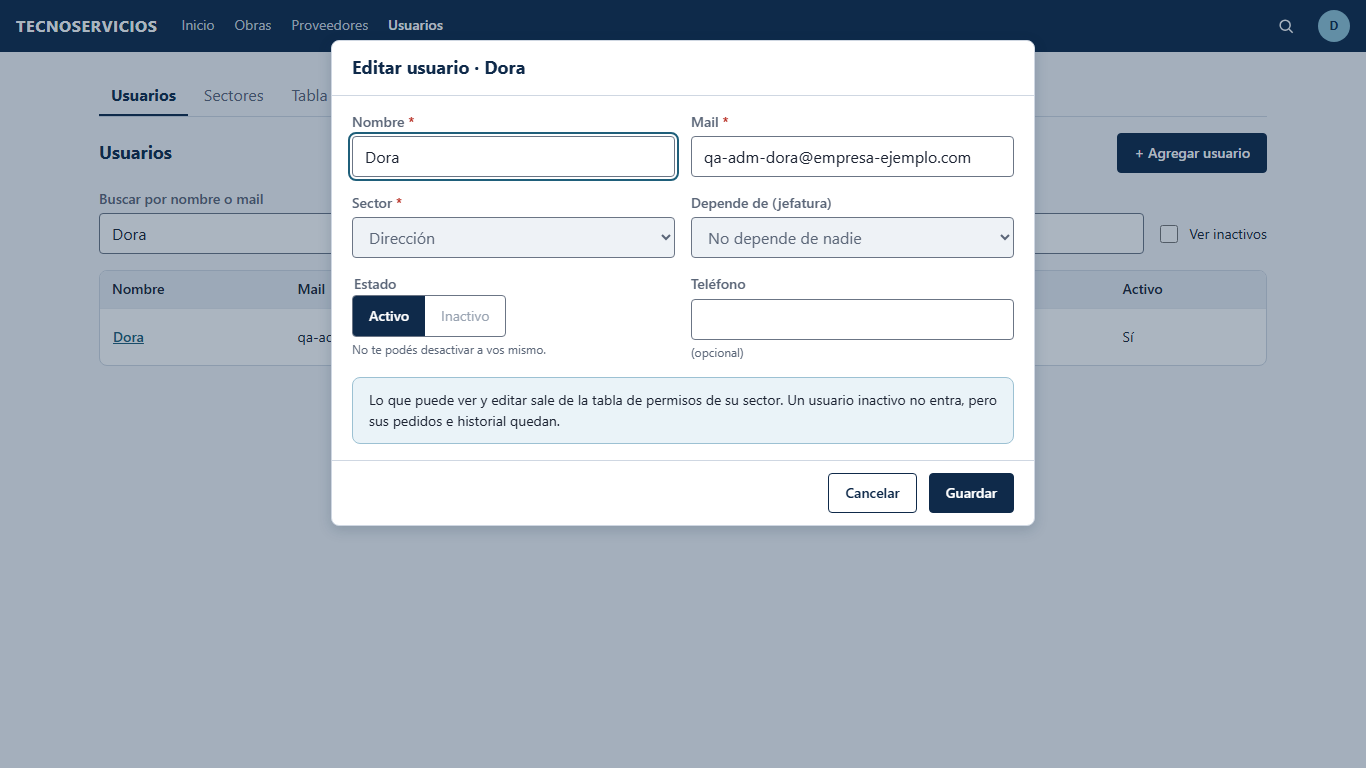 TECNOSERVICIOS Inicio Obras Proveedores Usuarios D
Editar usuario · Dora
Usuarios Sectores Tabla
Nombre * Mail *
Dora qa-adm-dora@empresa-ejemplo.com
Usuarios + Agregar usuario
Buscar por nombre o mail
Sector * Depende de (jefatura)
Dirección No depende de nadie
Dora Ver inactivos
Estado Teléfono
Nombre Mail Activo
Activo Inactivo
Dora qa-ad Sí
No te podés desactivar a vos mismo. (opcional)
Lo que puede ver y editar sale de la tabla de permisos de su sector. Un usuario inactivo no entra, pero
sus pedidos e historial quedan.
Cancelar Guardar